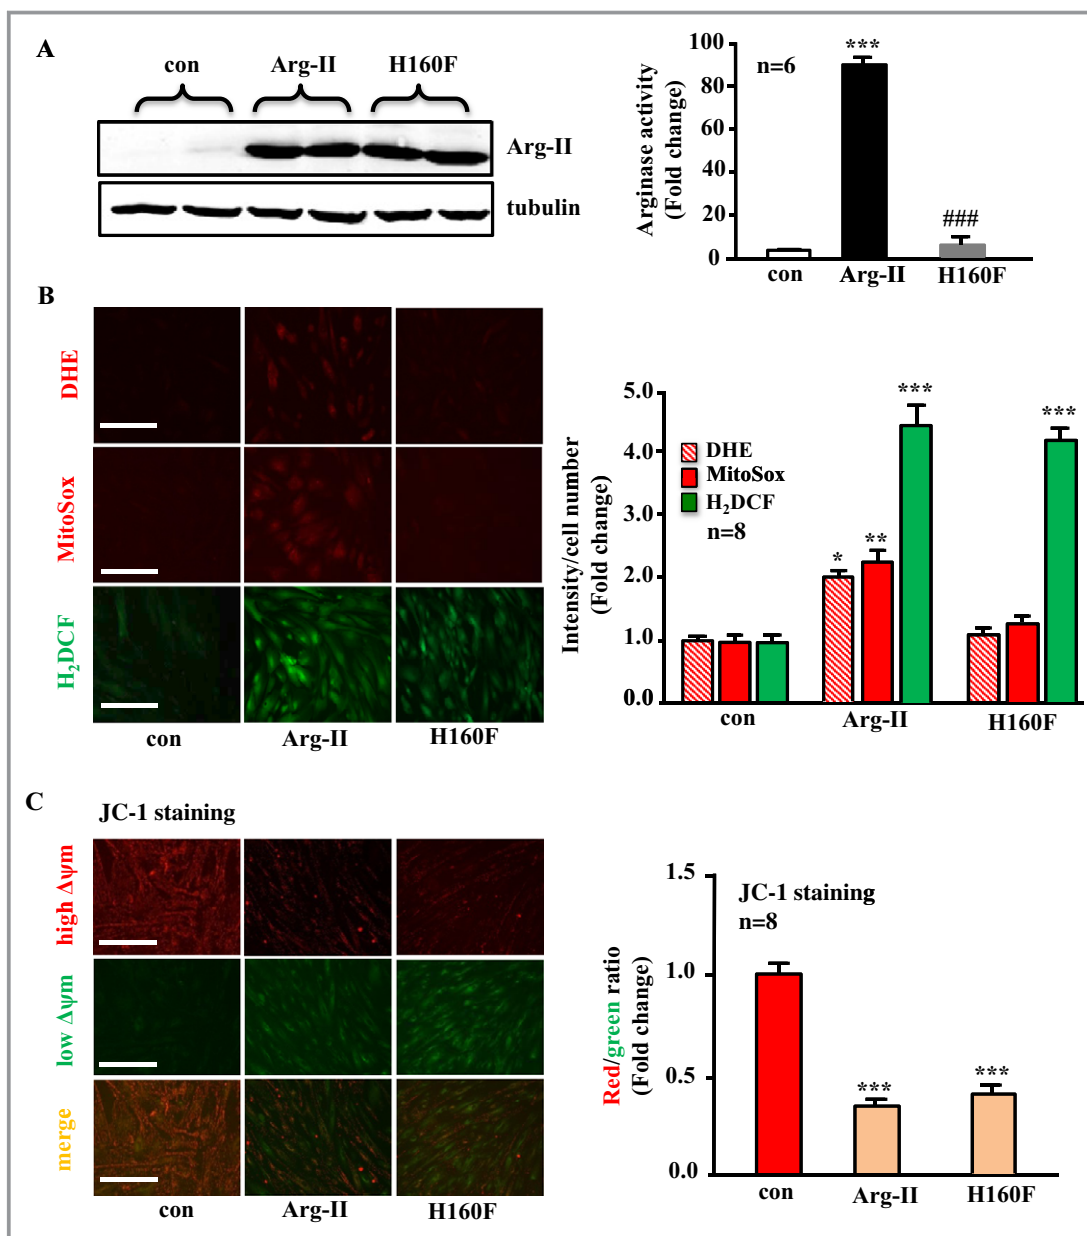 A
con
Arg-II
H160F
Arg-II
tubulin
Arginase activity
(Fold change)
100
80
60
40
20
0
n=6
***
###
con
Arg-II
H160F
B
DHE
MitoSox
H₂DCF
con
Arg-II
H160F
Intensity/cell number
(Fold change)
5.0
4.0
5.0
2.0
1.0
0.0
DHE
MitoSox
H₂DCF
n=8
*
**
***
***
con
Arg-II
H160F
C
JC-1 staining
high Δψm
low Δψm
merge
con
Arg-II
H160F
Red/green ratio
(Fold change)
1.5
1.0
0.5
0.0
JC-1 staining
n=8
***
***
con
Arg-II
H160F